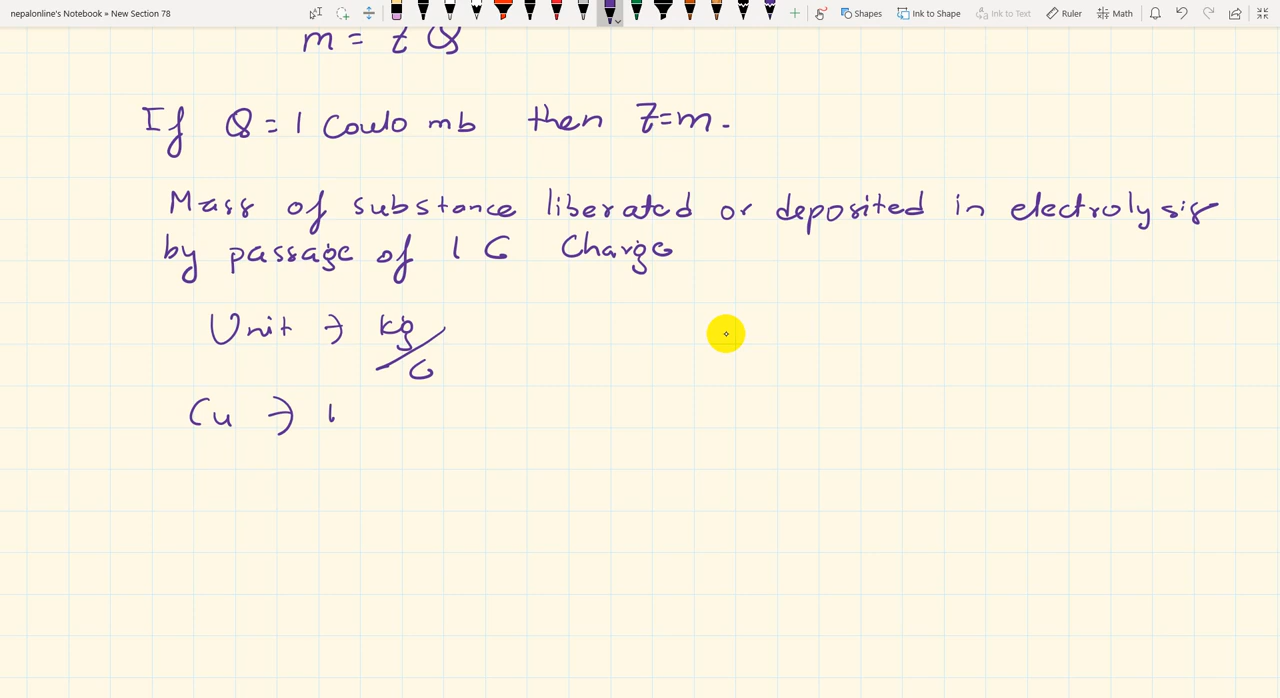 nepalonline's Notebook » New Section 78
Shapes Ink to Shape Ink to Text Ruler Math
m = z Q
If Q = 1 Coulomb then Z=m.
Mass of substance liberated or deposited in electrolysis
by passage of 1 C Charge
Unit → kg/C
Cu → 1